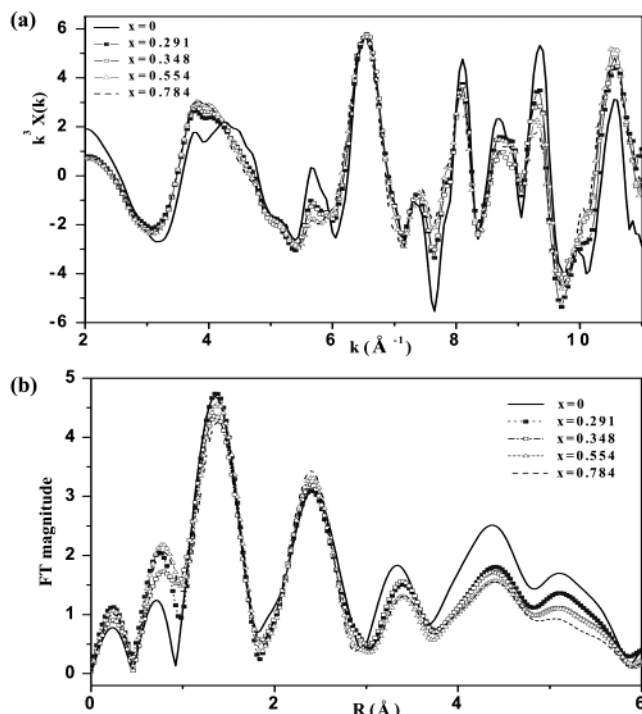 (a)
x=0
x=0.291
x=0.348
x=0.554
x=0.784
k³ X(k)
6
4
2
0
-2
-4
-6
2
4
6
8
10
k(Å⁻¹)
(b)
x=0
x=0.291
x=0.348
x=0.554
x=0.784
FT magnitude
5
4
3
2
1
0
0
2
4
6
R(Å)